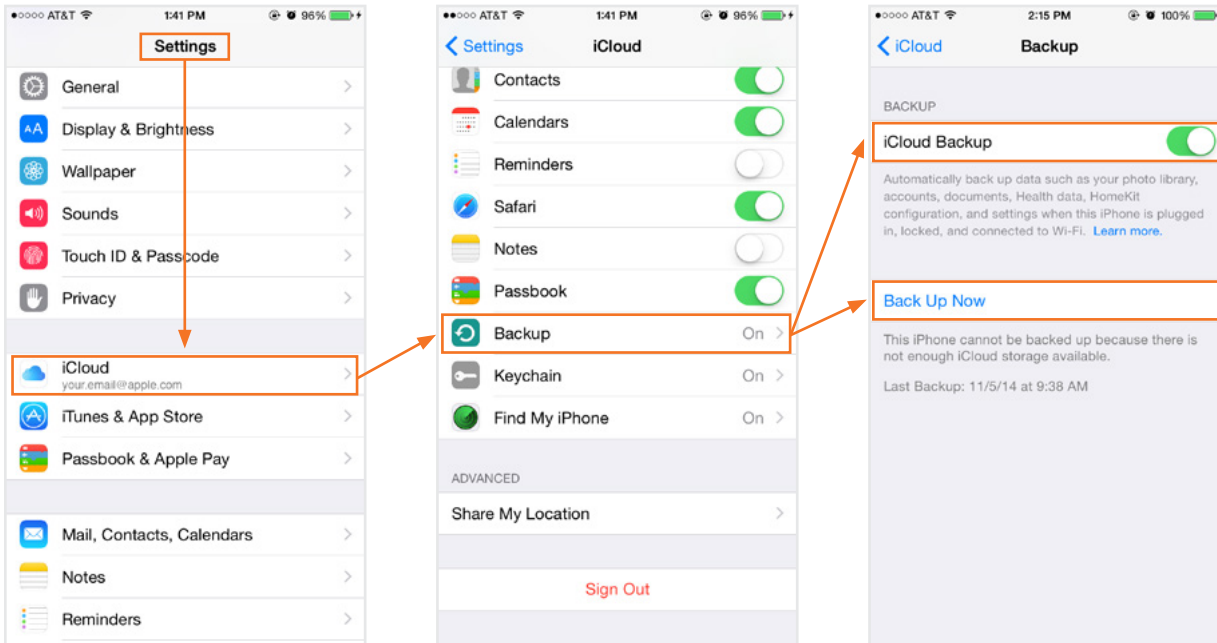 AT&T 1:41 PM 96%
Settings
General
AA Display & Brightness
Wallpaper
Sounds
Touch ID & Passcode
Privacy
iCloud
your.email@apple.com
iTunes & App Store
Passbook & Apple Pay
Mail, Contacts, Calendars
Notes
Reminders
AT&T 1:41 PM 96%
Settings iCloud
Contacts
Calendars
Reminders
Safari
Notes
Passbook
Backup On
Keychain On
Find My iPhone On
ADVANCED
Share My Location
Sign Out
AT&T 2:15 PM 100%
iCloud Backup
BACKUP
iCloud Backup
Automatically back up data such as your photo library,
accounts, documents, Health data, HomeKit
configuration, and settings when this iPhone is plugged
in, locked, and connected to Wi-Fi. Learn more.
Back Up Now
This iPhone cannot be backed up because there is
not enough iCloud storage available.
Last Backup: 11/5/14 at 9:38 AM